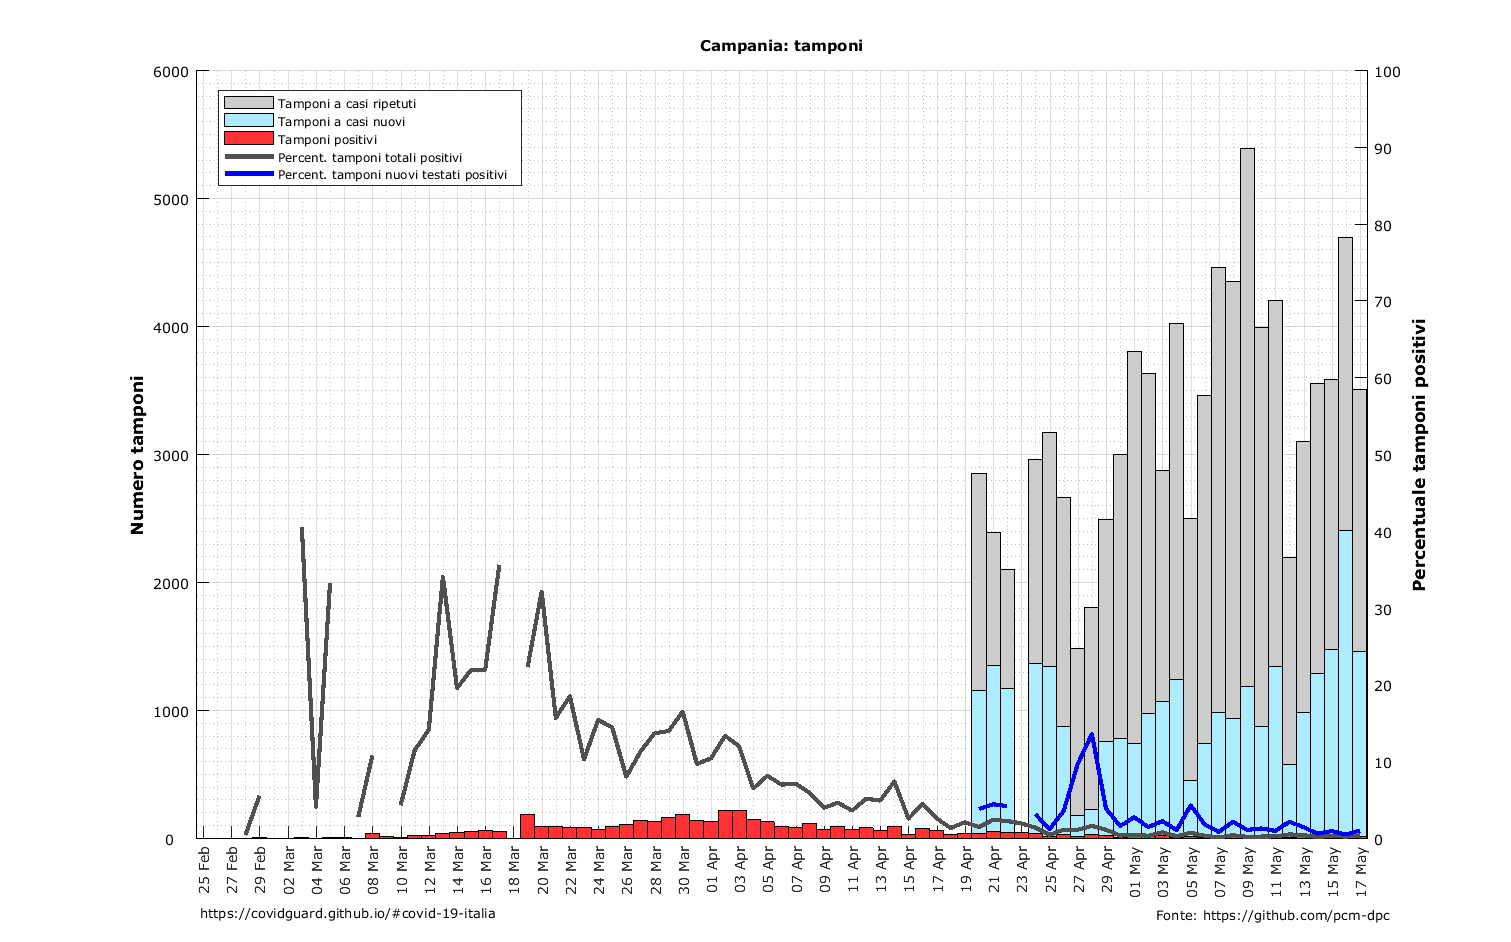 Campania: tamponi
6000
5000
4000
3000
2000
1000
0
100
90
80
70
60
50
40
30
20
10
0
Numero tamponi
Percentuale tamponi positivi
Tamponi a casi ripetuti
Tamponi a casi nuovi
Tamponi positivi
Percent. tamponi totali positivi
Percent. tamponi nuovi testati positivi
25 Feb
27 Feb
29 Feb
02 Mar
04 Mar
06 Mar
08 Mar
10 Mar
12 Mar
14 Mar
16 Mar
18 Mar
20 Mar
22 Mar
24 Mar
26 Mar
28 Mar
30 Mar
01 Apr
03 Apr
05 Apr
07 Apr
09 Apr
11 Apr
13 Apr
15 Apr
17 Apr
19 Apr
21 Apr
23 Apr
25 Apr
27 Apr
29 Apr
01 May
03 May
05 May
07 May
09 May
11 May
13 May
15 May
17 May
https://covidguard.github.io/#covid-19-italia
Fonte: https://github.com/pcm-dpc